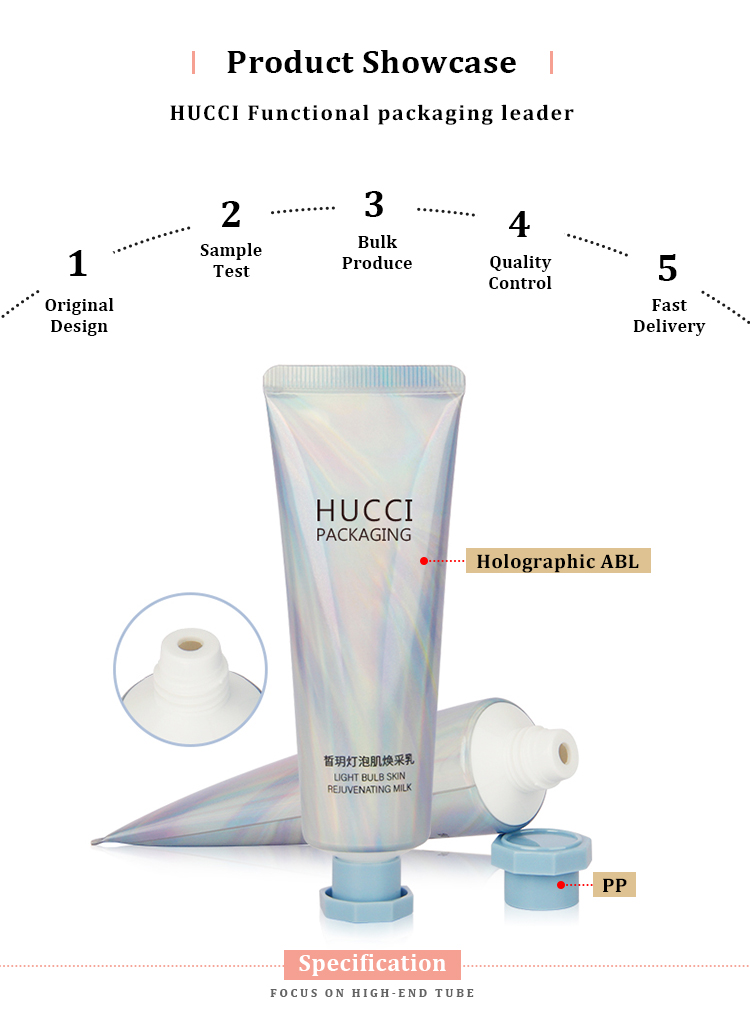 Product Showcase
HUCCI Functional packaging leader
1
Original
Design
2
Sample
Test
3
Bulk
Produce
4
Quality
Control
5
Fast
Delivery
HUCCI
PACKAGING
Holographic ABL
皙玥灯泡肌焕采乳
LIGHT BULB SKIN
REJUVENATING MILK
PP
Specification
FOCUS ON HIGH-END TUBE